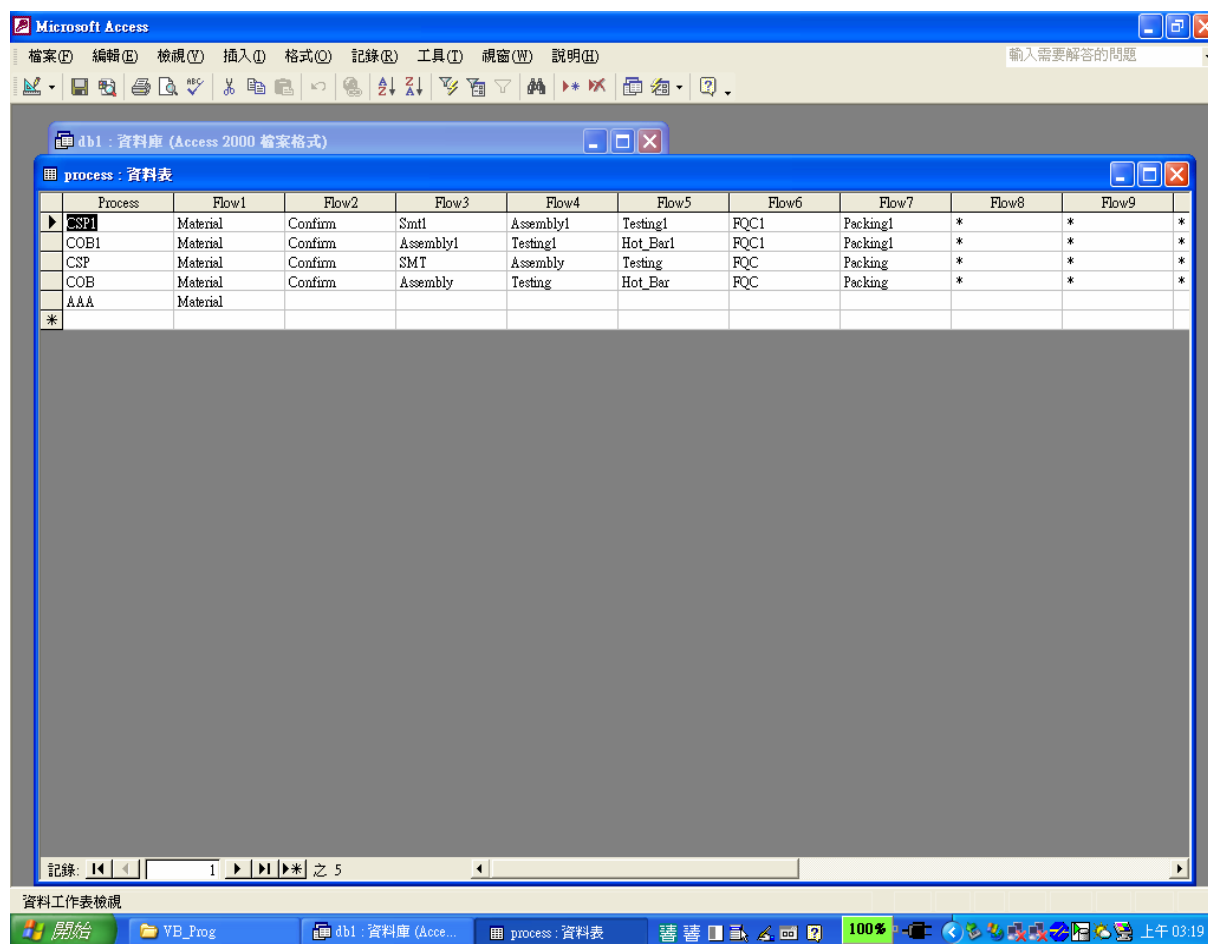 Microsoft Access
檔案(F) 編輯(E) 檢視(V) 插入(I) 格式(O) 記錄(R) 工具(T) 視窗(W) 說明(H) 輸入需要解答的問題
db1 : 資料庫 (Access 2000 檔案格式)
process : 資料表
Process Flow1 Flow2 Flow3 Flow4 Flow5 Flow6 Flow7 Flow8 Flow9
CSP1 Material Confirm Smt1 Assembly1 Testing1 FQC1 Packing1 * * *
COB1 Material Confirm Assembly1 Testing1 Hot_Bar1 FQC1 Packing1 * * *
CSP Material Confirm SMT Assembly Testing FQC Packing * * *
COB Material Confirm Assembly Testing Hot_Bar FQC Packing * * *
AAA Material
記錄: 1 之 5
資料工作表檢視
開始 VB_Prog db1 : 資料庫 (Acce... process : 資料表 100% 上午 03:19